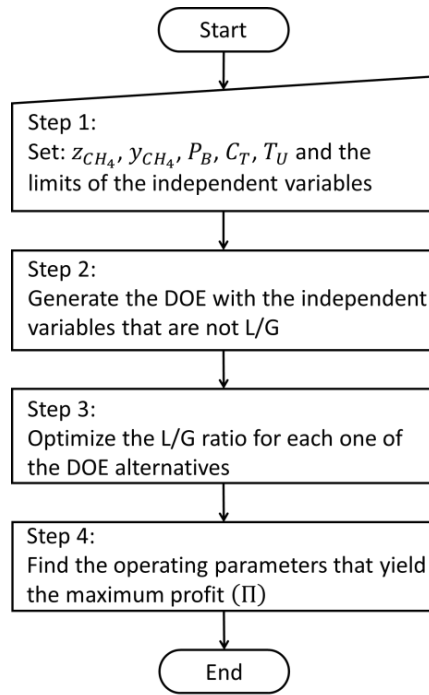 Start
Step 1:
Set: $z_{CH_4}, y_{CH_4}, P_B, C_T, T_U$ and the
limits of the independent variables
Step 2:
Generate the DOE with the independent
variables that are not L/G
Step 3:
Optimize the L/G ratio for each one of
the DOE alternatives
Step 4:
Find the operating parameters that yield
the maximum profit (Π)
End